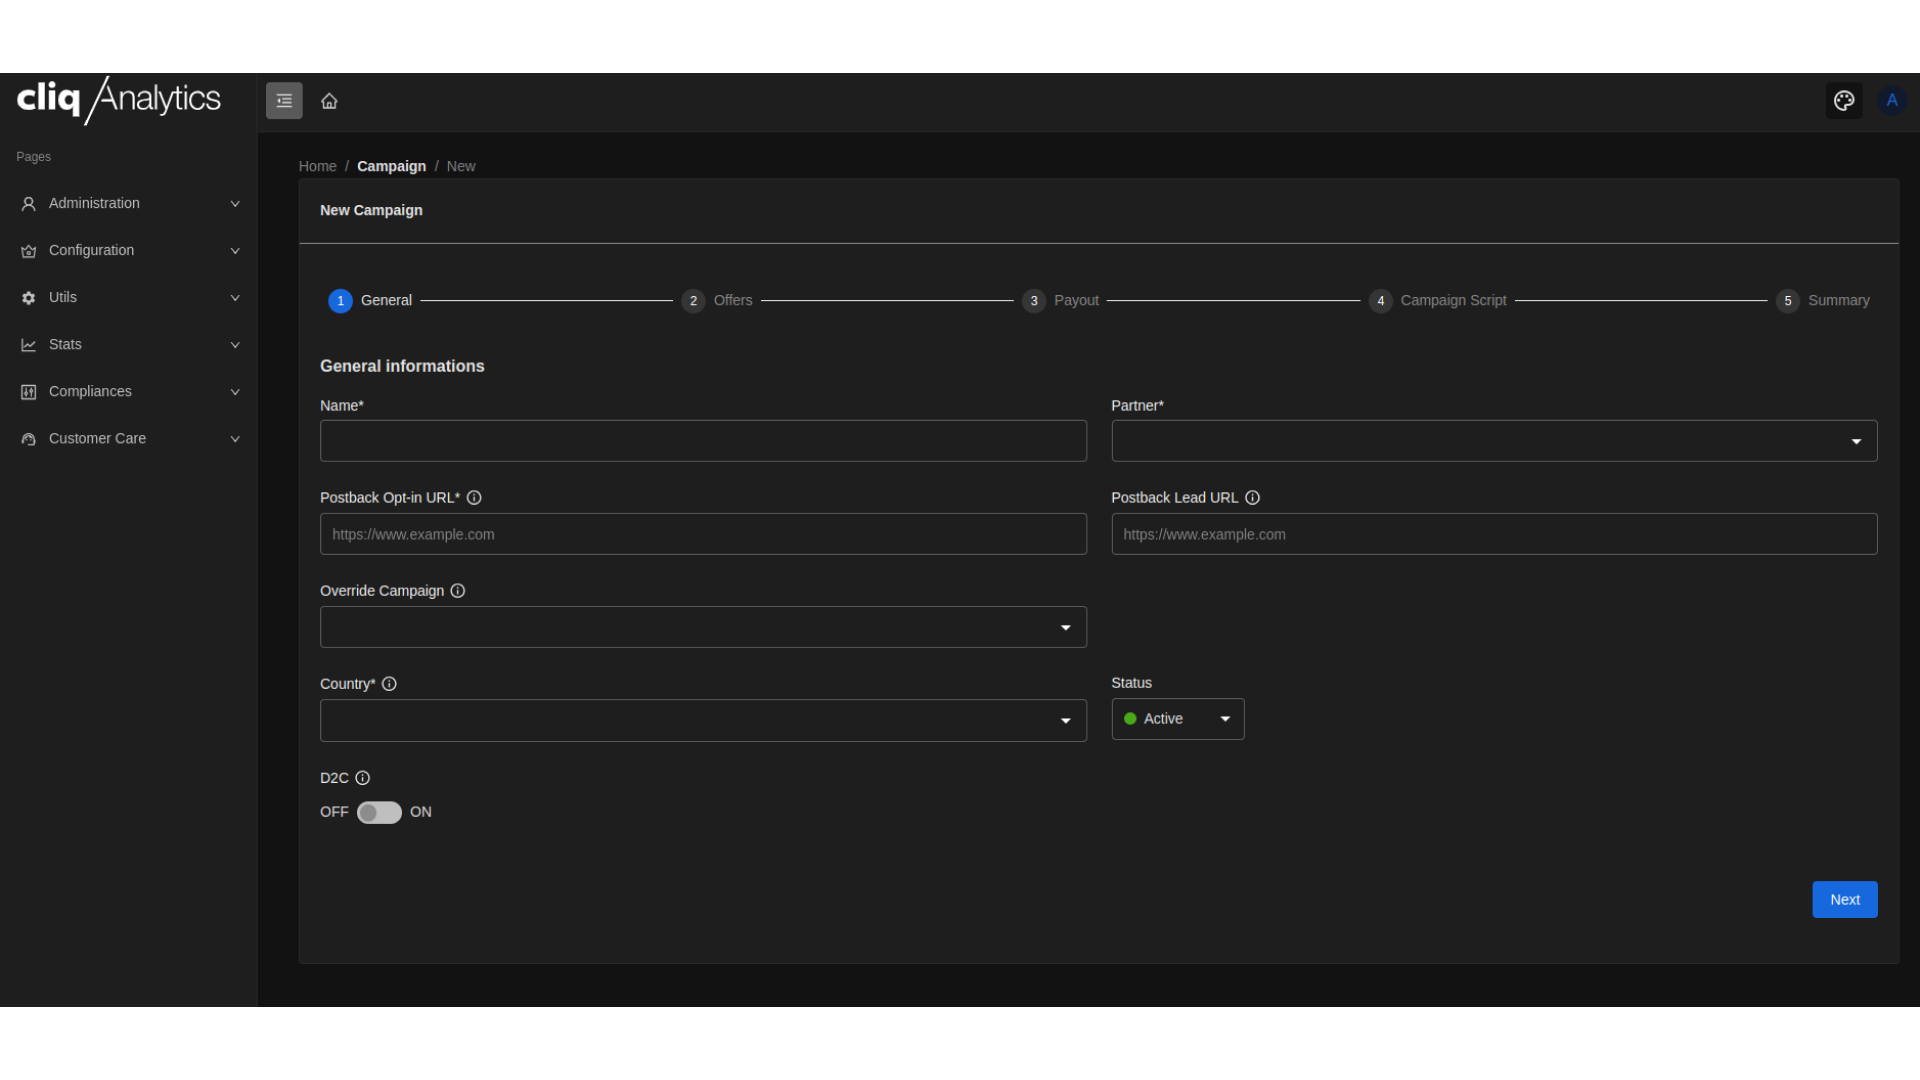 cliq/Analytics
A
Pages
Administration
Configuration
Utils
Stats
Compliances
Customer Care
Home / Campaign / New
New Campaign
1 General 2 Offers 3 Payout 4 Campaign Script 5 Summary
General informations
Name* Partner*
Postback Opt-in URL* Postback Lead URL
https://www.example.com https://www.example.com
Override Campaign
Country* Status
Active
D2C
OFF ON
Next